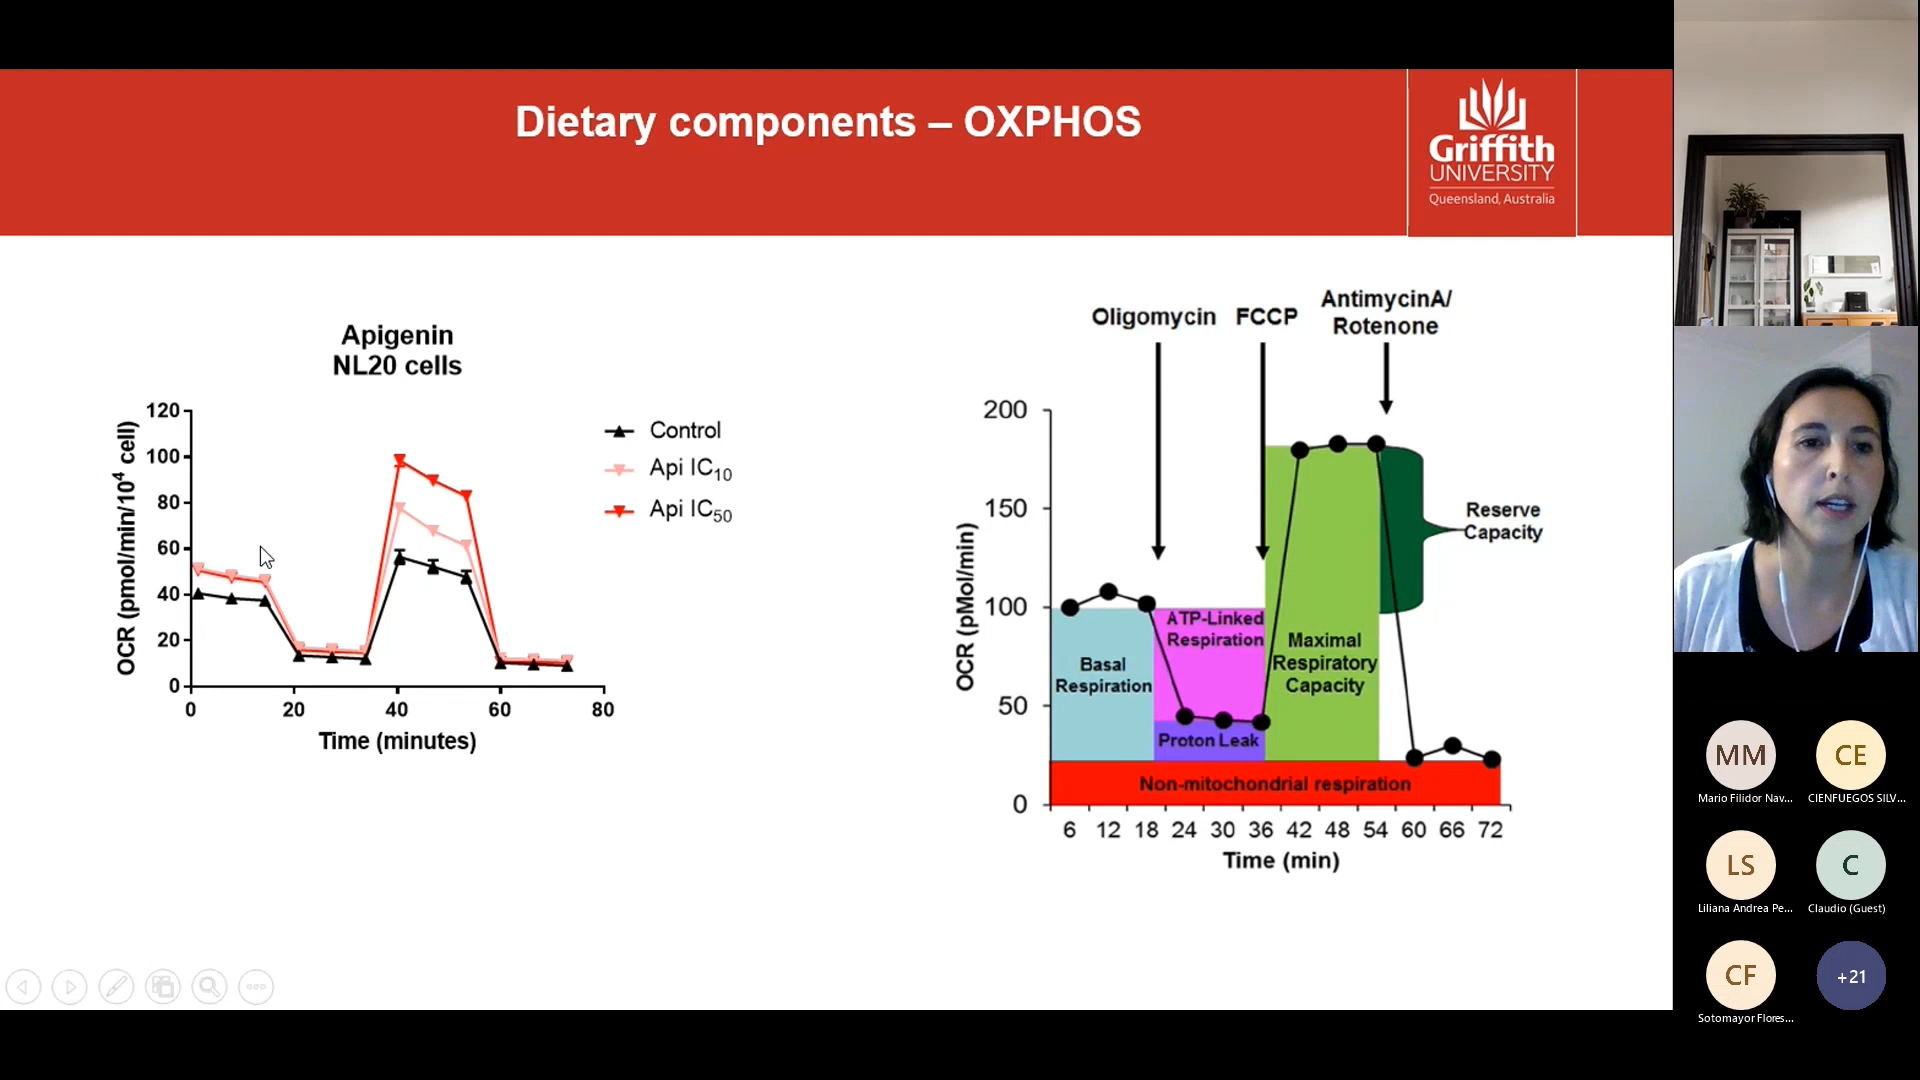 Dietary components – OXPHOS
Griffith
UNIVERSITY
Queensland, Australia
Apigenin
NL20 cells
OCR (pmol/min/10⁴ cell)
120
100
80
60
40
20
0
0 20 40 60 80
Time (minutes)
Control
Api IC₁₀
Api IC₅₀
Oligomycin
FCCP
AntimycinA/
Rotenone
OCR (pMol/min)
200
150
100
50
0
Basal
Respiration
ATP-Linked
Respiration
Proton Leak
Maximal
Respiratory
Capacity
Reserve
Capacity
Non-mitochondrial respiration
6 12 18 24 30 36 42 48 54 60 66 72
Time (min)
MM
Mario Filidor Nav...
CE
CIENFUEGOS SILV...
LS
Liliana Andrea Pe...
C
Claudio (Guest)
CF
Sotomayor Flores...
+21